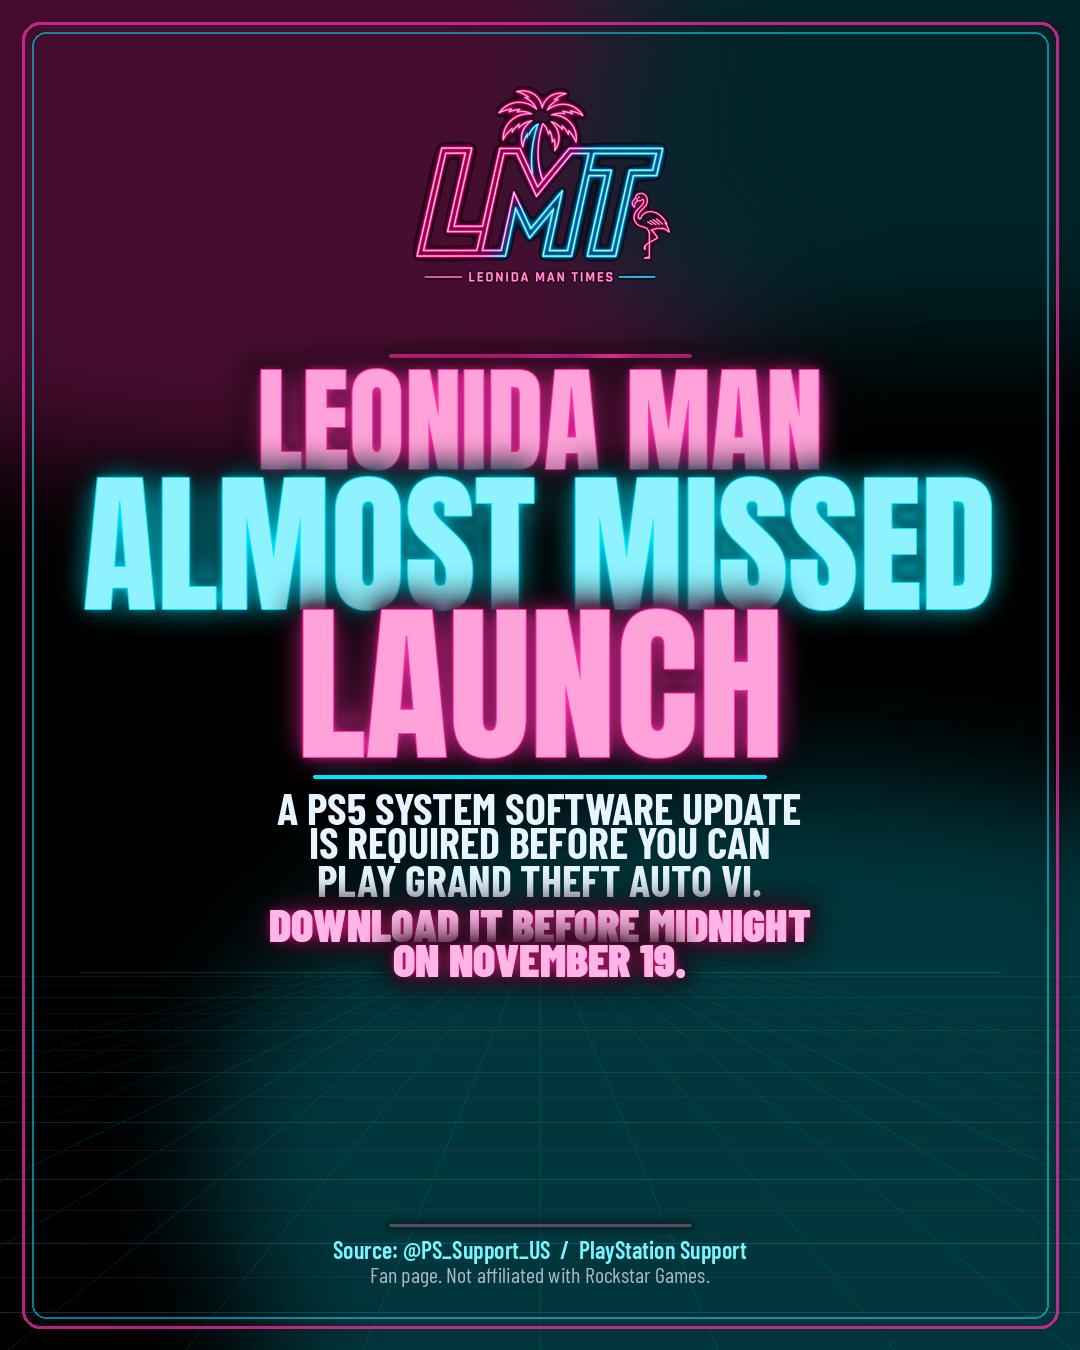 LMT
LEONIDA MAN TIMES
LEONIDA MAN
ALMOST MISSED
LAUNCH
A PS5 SYSTEM SOFTWARE UPDATE
IS REQUIRED BEFORE YOU CAN
PLAY GRAND THEFT AUTO VI.
DOWNLOAD IT BEFORE MIDNIGHT
ON NOVEMBER 19.
Source: @PS_Support_US / PlayStation Support
Fan page. Not affiliated with Rockstar Games.